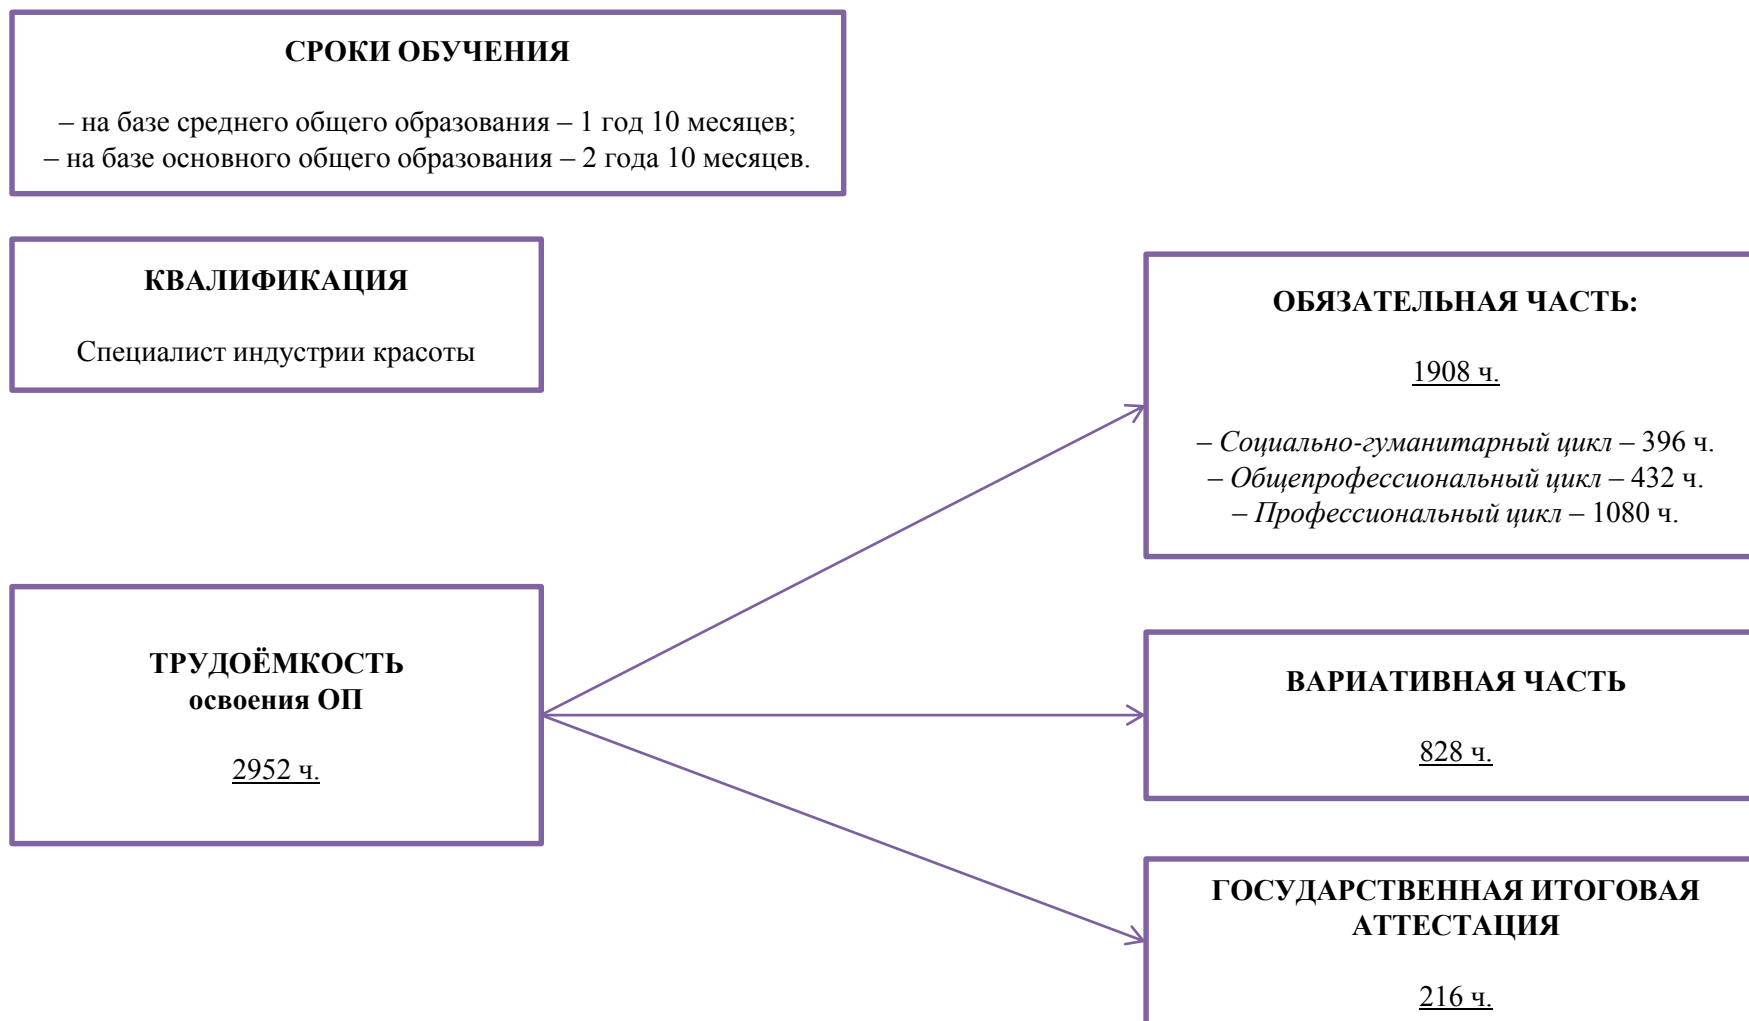 СРОКИ ОБУЧЕНИЯ
– на базе среднего общего образования – 1 год 10 месяцев;
– на базе основного общего образования – 2 года 10 месяцев.
КВАЛИФИКАЦИЯ
Специалист индустрии красоты
ТРУДОЁМКОСТЬ
освоения ОП
2952 ч.
ОБЯЗАТЕЛЬНАЯ ЧАСТЬ:
1908 ч.
– Социально-гуманитарный цикл – 396 ч.
– Общепрофессиональный цикл – 432 ч.
– Профессиональный цикл – 1080 ч.
ВАРИАТИВНАЯ ЧАСТЬ
828 ч.
ГОСУДАРСТВЕННАЯ ИТОГОВАЯ
АТТЕСТАЦИЯ
216 ч.